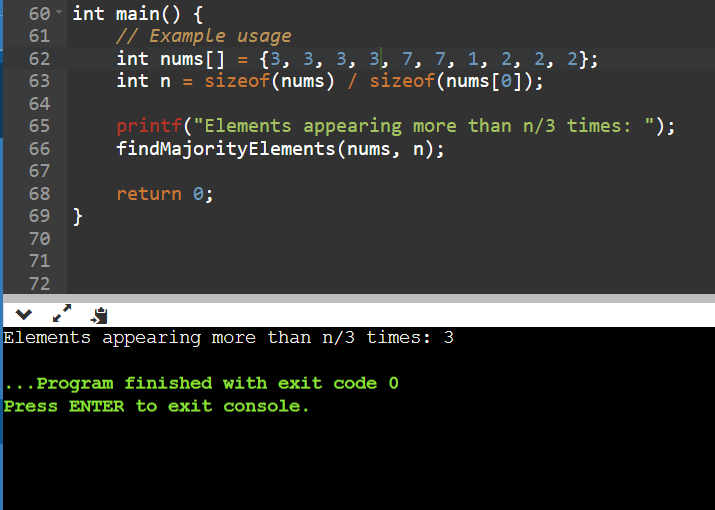 60 int main() {
61     // Example usage
62     int nums[] = {3, 3, 3, 3, 7, 7, 1, 2, 2, 2};
63     int n = sizeof(nums) / sizeof(nums[0]);
64
65     printf("Elements appearing more than n/3 times: ");
66     findMajorityElements(nums, n);
67
68     return 0;
69 }
70
71
72
Elements appearing more than n/3 times: 3
...Program finished with exit code 0
Press ENTER to exit console.